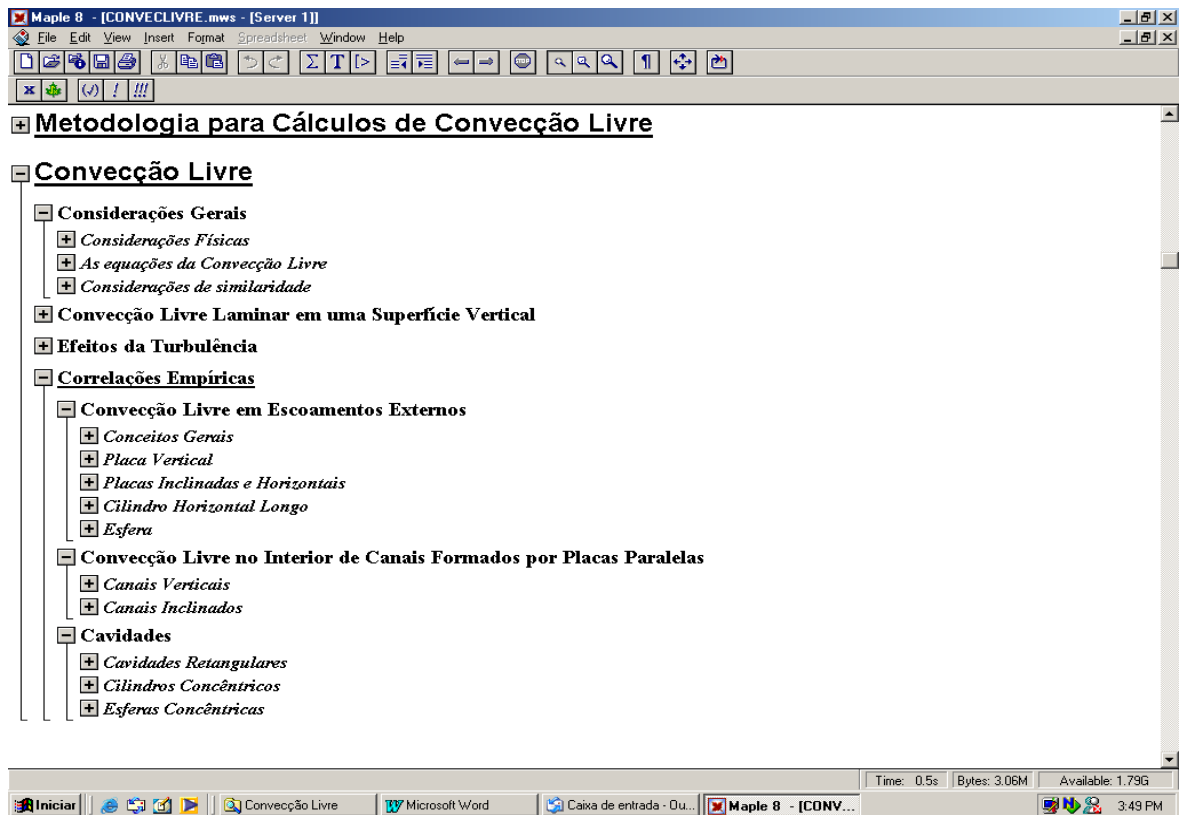 Maple 8 - [CONVECLIVRE.mws - [Server 1]]
File Edit View Insert Format Spreadsheet Window Help
Metodologia para Cálculos de Convecção Livre
Convecção Livre
Considerações Gerais
Considerações Físicas
As equações da Convecção Livre
Considerações de similaridade
Convecção Livre Laminar em uma Superfície Vertical
Efeitos da Turbulência
Correlações Empíricas
Convecção Livre em Escoamentos Externos
Conceitos Gerais
Placa Vertical
Placas Inclinadas e Horizontais
Cilindro Horizontal Longo
Esfera
Convecção Livre no Interior de Canais Formados por Placas Paralelas
Canais Verticais
Canais Inclinados
Cavidades
Cavidades Retangulares
Cilindros Concêntricos
Esferas Concêntricas
Time: 0.5s Bytes: 3.06M Available: 1.79G
Iniciar Convecção Livre Microsoft Word Caixa de entrada - Ou... Maple 8 - [CONV... 3:49 PM